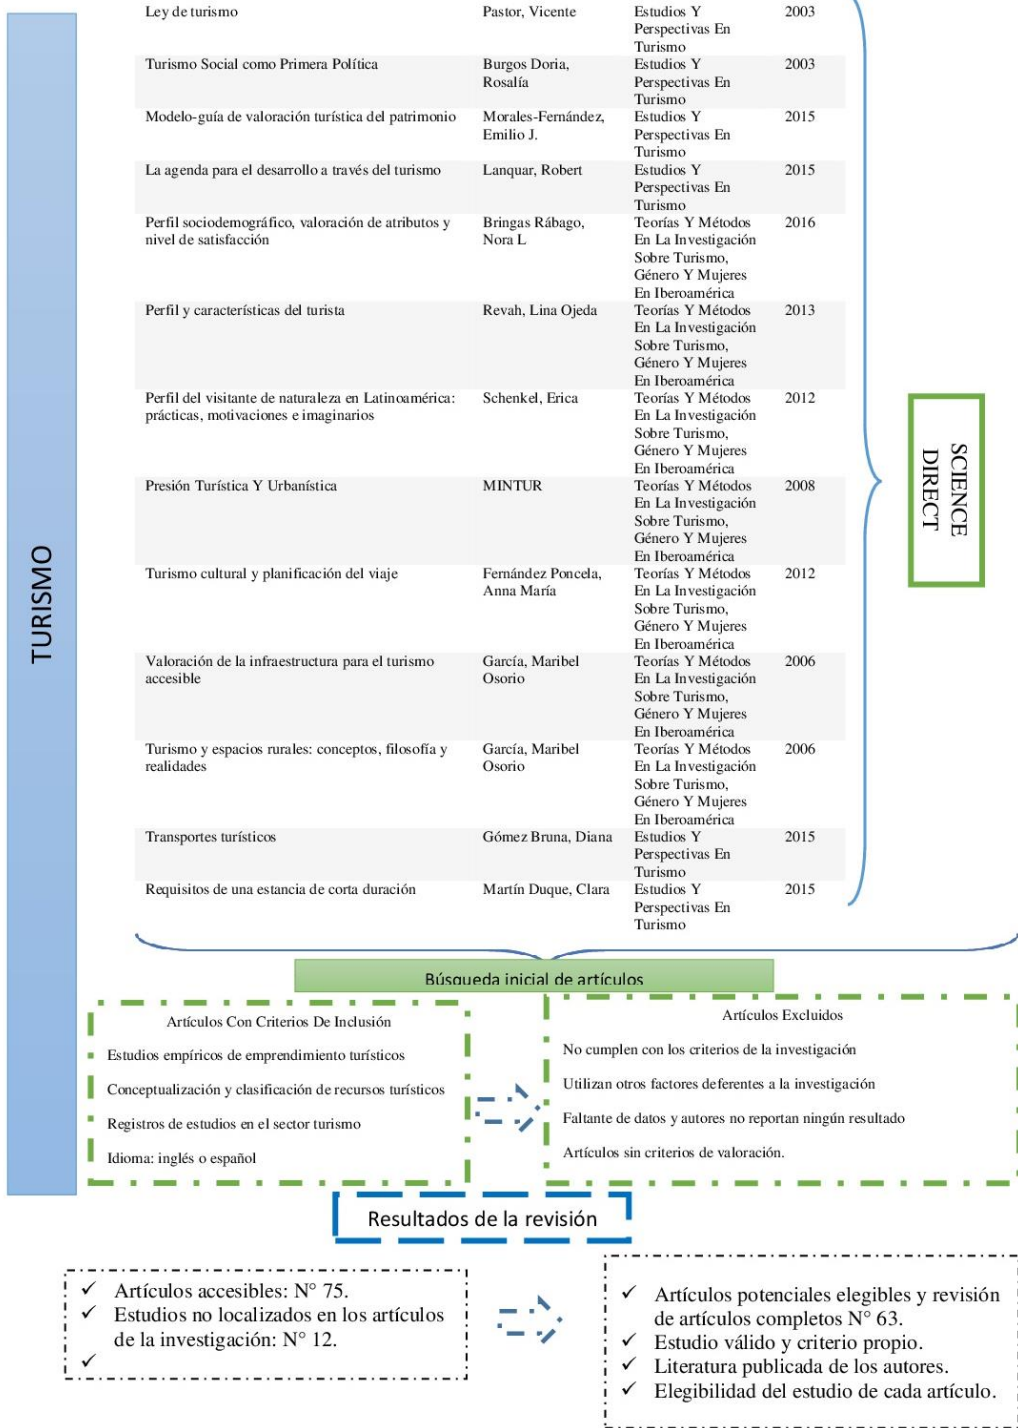 TURISMO
Ley de turismo
Pastor, Vicente
Estudios Y
Perspectivas En
Turismo
2003
Turismo Social como Primera Política
Burgos Doria,
Rosalía
Estudios Y
Perspectivas En
Turismo
2003
Modelo-guía de valoración turística del patrimonio
Morales-Fernández,
Emilio J.
Estudios Y
Perspectivas En
Turismo
2015
La agenda para el desarrollo a través del turismo
Lanquar, Robert
Estudios Y
Perspectivas En
Turismo
2015
Perfil sociodemográfico, valoración de atributos y
nivel de satisfacción
Bringas Rábago,
Nora L
Teorías Y Métodos
En La Investigación
Sobre Turismo,
Género Y Mujeres
En Iberoamérica
2016
Perfil y características del turista
Revah, Lina Ojeda
Teorías Y Métodos
En La Investigación
Sobre Turismo,
Género Y Mujeres
En Iberoamérica
2013
Perfil del visitante de naturaleza en Latinoamérica:
prácticas, motivaciones e imaginarios
Schenkel, Erica
Teorías Y Métodos
En La Investigación
Sobre Turismo,
Género Y Mujeres
En Iberoamérica
2012
Presión Turística Y Urbanística
MINTUR
Teorías Y Métodos
En La Investigación
Sobre Turismo,
Género Y Mujeres
En Iberoamérica
2008
Turismo cultural y planificación del viaje
Fernández Poncela,
Anna María
Teorías Y Métodos
En La Investigación
Sobre Turismo,
Género Y Mujeres
En Iberoamérica
2012
Valoración de la infraestructura para el turismo
accesible
García, Maribel
Osorio
Teorías Y Métodos
En La Investigación
Sobre Turismo,
Género Y Mujeres
En Iberoamérica
2006
Turismo y espacios rurales: conceptos, filosofía y
realidades
García, Maribel
Osorio
Teorías Y Métodos
En La Investigación
Sobre Turismo,
Género Y Mujeres
En Iberoamérica
2006
Transportes turísticos
Gómez Bruna, Diana
Estudios Y
Perspectivas En
Turismo
2015
Requisitos de una estancia de corta duración
Martín Duque, Clara
Estudios Y
Perspectivas En
Turismo
2015
SCIENCE
DIRECT
Búsqueda inicial de artículos
Artículos Con Criterios De Inclusión
Estudios empíricos de emprendimiento turísticos
Conceptualización y clasificación de recursos turísticos
Registros de estudios en el sector turismo
Idioma: inglés o español
Artículos Excluidos
No cumplen con los criterios de la investigación
Utilizan otros factores deferentes a la investigación
Faltante de datos y autores no reportan ningún resultado
Artículos sin criterios de valoración.
Resultados de la revisión
✓ Artículos accesibles: N° 75.
✓ Estudios no localizados en los artículos
de la investigación: N° 12.
✓
✓ Artículos potenciales elegibles y revisión
de artículos completos N° 63.
✓ Estudio válido y criterio propio.
✓ Literatura publicada de los autores.
✓ Elegibilidad del estudio de cada artículo.